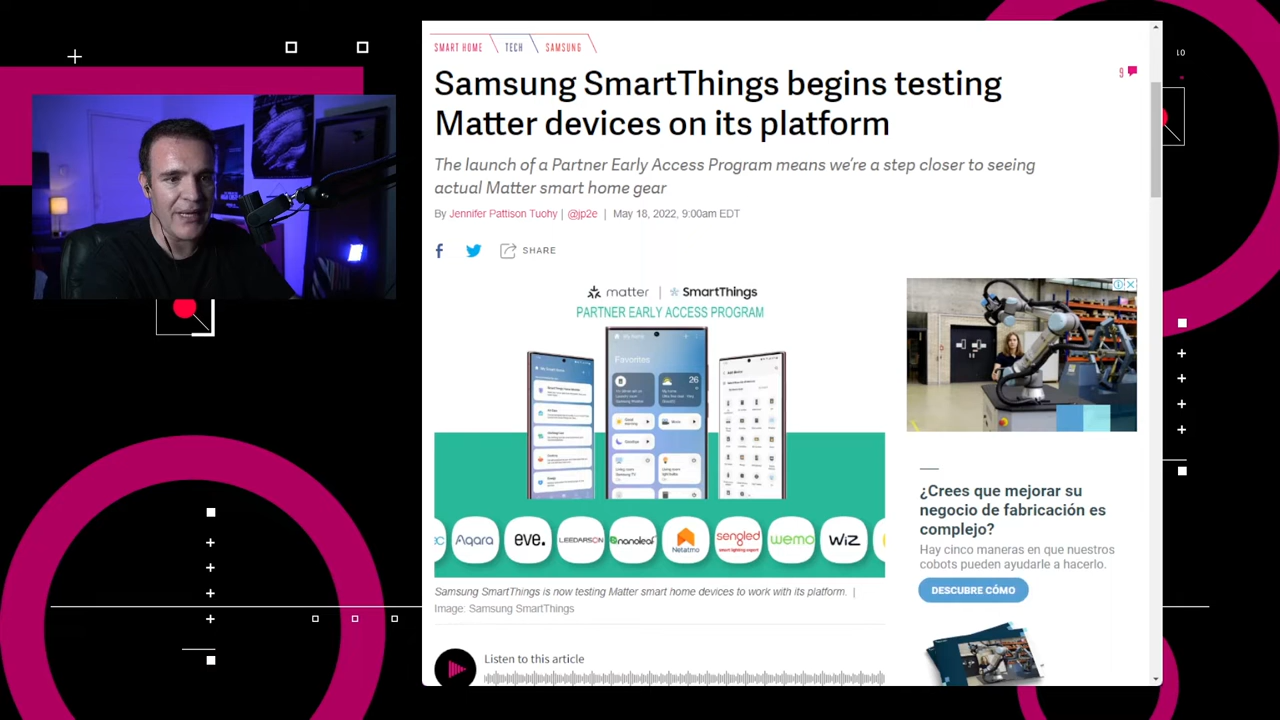 SMART HOME
TECH
SAMSUNG
Samsung SmartThings begins testing
Matter devices on its platform
9
The launch of a Partner Early Access Program means we're a step closer to seeing
actual Matter smart home gear
By Jennifer Pattison Tuohy | @jp2e | May 18, 2022, 9:00am EDT
SHARE
matter | SmartThings
PARTNER EARLY ACCESS PROGRAM
Favorites
26
Aqara
eve.
LEEDARSON
nanoleaf
Netatmo
sengled
wemo
WiZ
Samsung SmartThings is now testing Matter smart home devices to work with its platform. |
Image: Samsung SmartThings
Listen to this article
¿Crees que mejorar su
negocio de fabricación es
complejo?
Hay cinco maneras en que nuestros
cobots pueden ayudarle a hacerlo.
DESCUBRE CÓMO